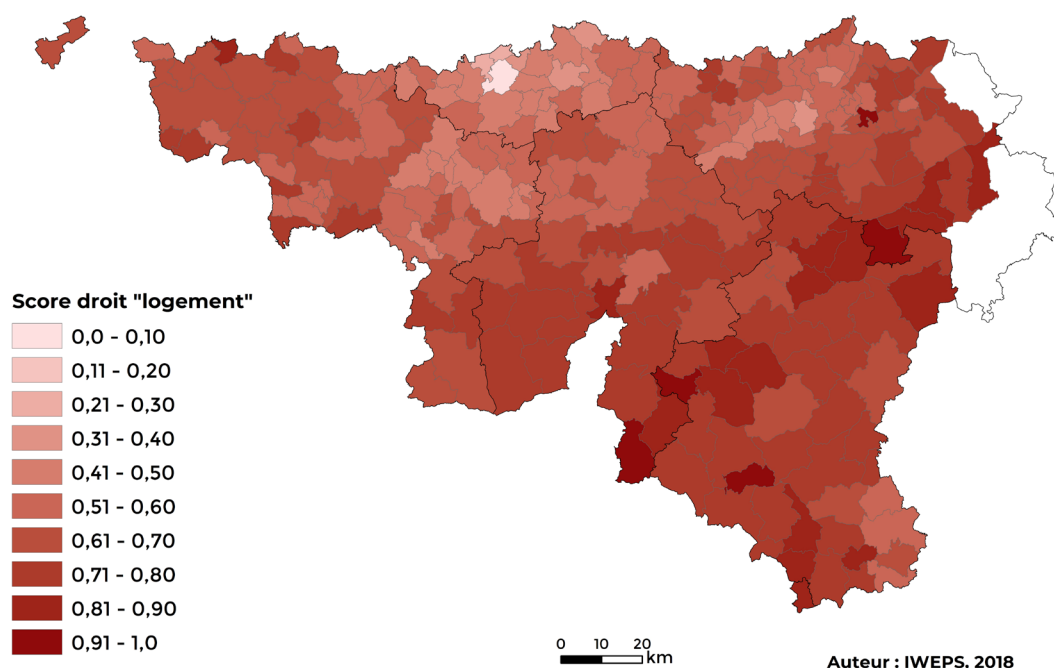 Score droit "logement"
0,0 - 0,10
0,11 - 0,20
0,21 - 0,30
0,31 - 0,40
0,41 - 0,50
0,51 - 0,60
0,61 - 0,70
0,71 - 0,80
0,81 - 0,90
0,91 - 1,0
0 10 20
km
Auteur : IWEPS, 2018